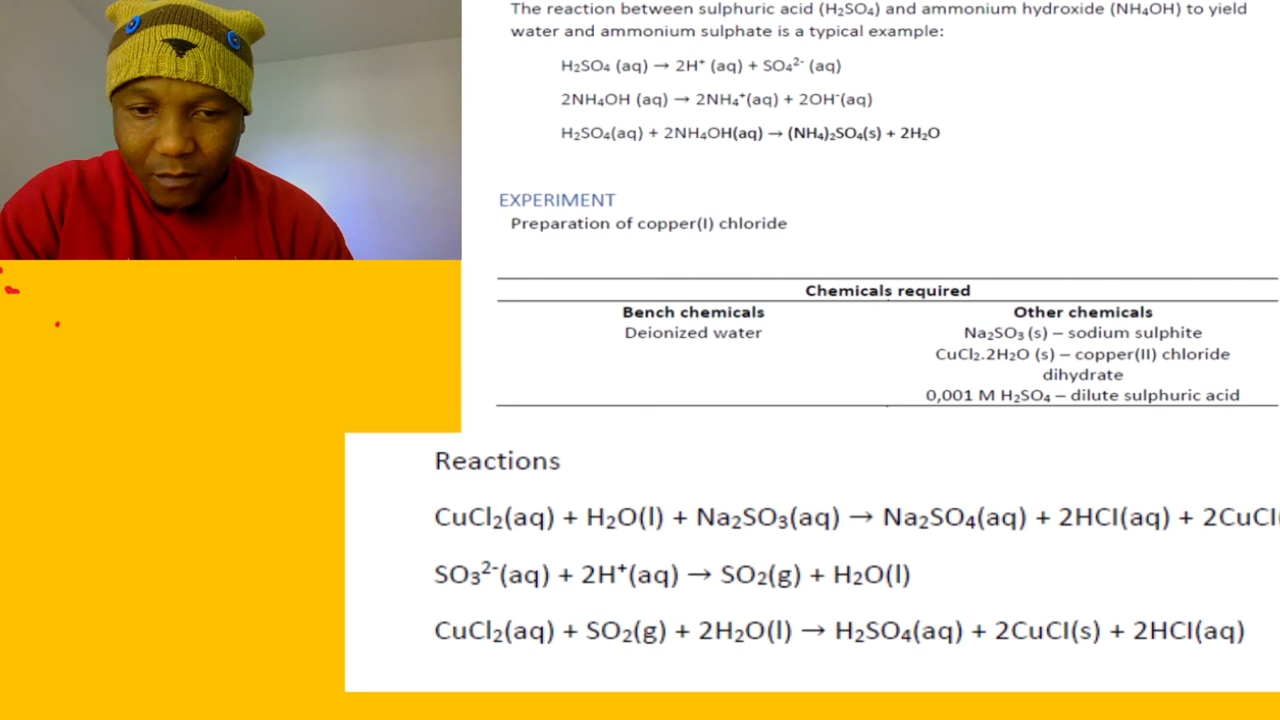 The reaction between sulphuric acid (H₂SO₄) and ammonium hydroxide (NH₄OH) to yield
water and ammonium sulphate is a typical example:
H₂SO₄ (aq) → 2H⁺ (aq) + SO₄²⁻ (aq)
2NH₄OH (aq) → 2NH₄⁺(aq) + 2OH⁻(aq)
H₂SO₄(aq) + 2NH₄OH(aq) → (NH₄)₂SO₄(s) + 2H₂O
EXPERIMENT
Preparation of copper(I) chloride
Chemicals required
Bench chemicals Other chemicals
Deionized water Na₂SO₃ (s) – sodium sulphite
CuCl₂.2H₂O (s) – copper(II) chloride
dihydrate
0,001 M H₂SO₄ – dilute sulphuric acid
Reactions
CuCl₂(aq) + H₂O(l) + Na₂SO₃(aq) → Na₂SO₄(aq) + 2HCl(aq) + 2CuCl
SO₃²⁻(aq) + 2H⁺(aq) → SO₂(g) + H₂O(l)
CuCl₂(aq) + SO₂(g) + 2H₂O(l) → H₂SO₄(aq) + 2CuCl(s) + 2HCl(aq)